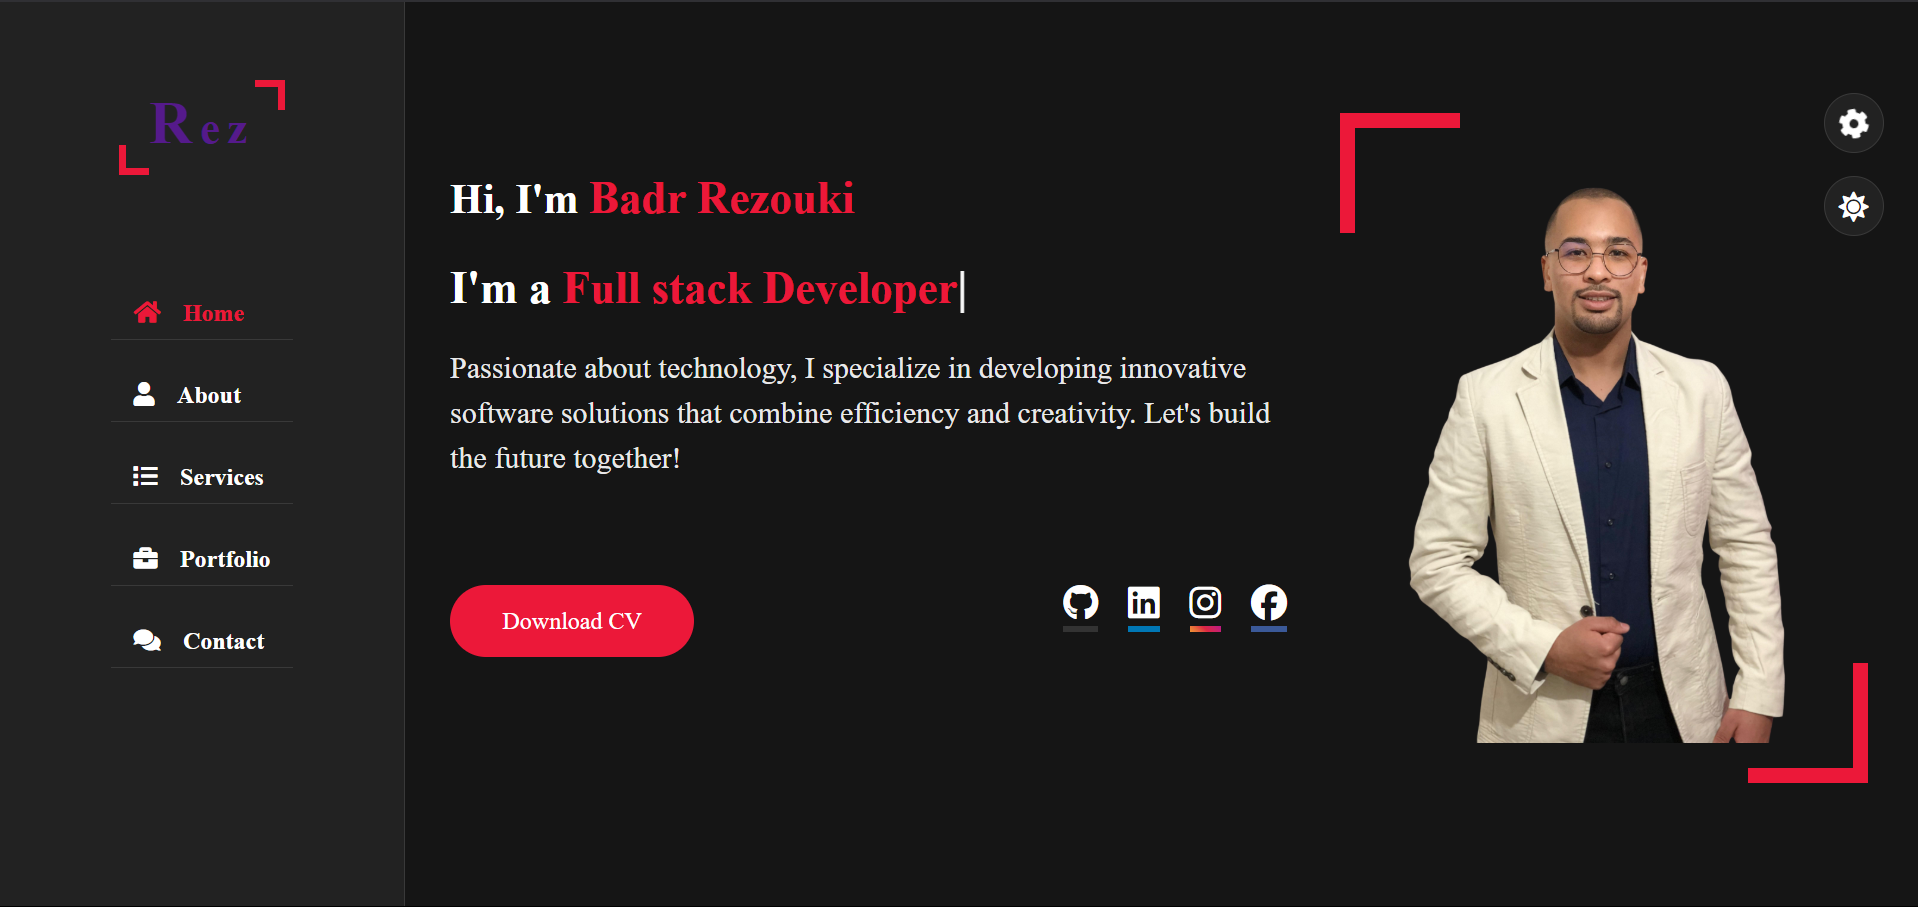 Rez
Home
About
Services
Portfolio
Contact
Hi, I'm Badr Rezouki
I'm a Full stack Developer|
Passionate about technology, I specialize in developing innovative
software solutions that combine efficiency and creativity. Let's build
the future together!
Download CV